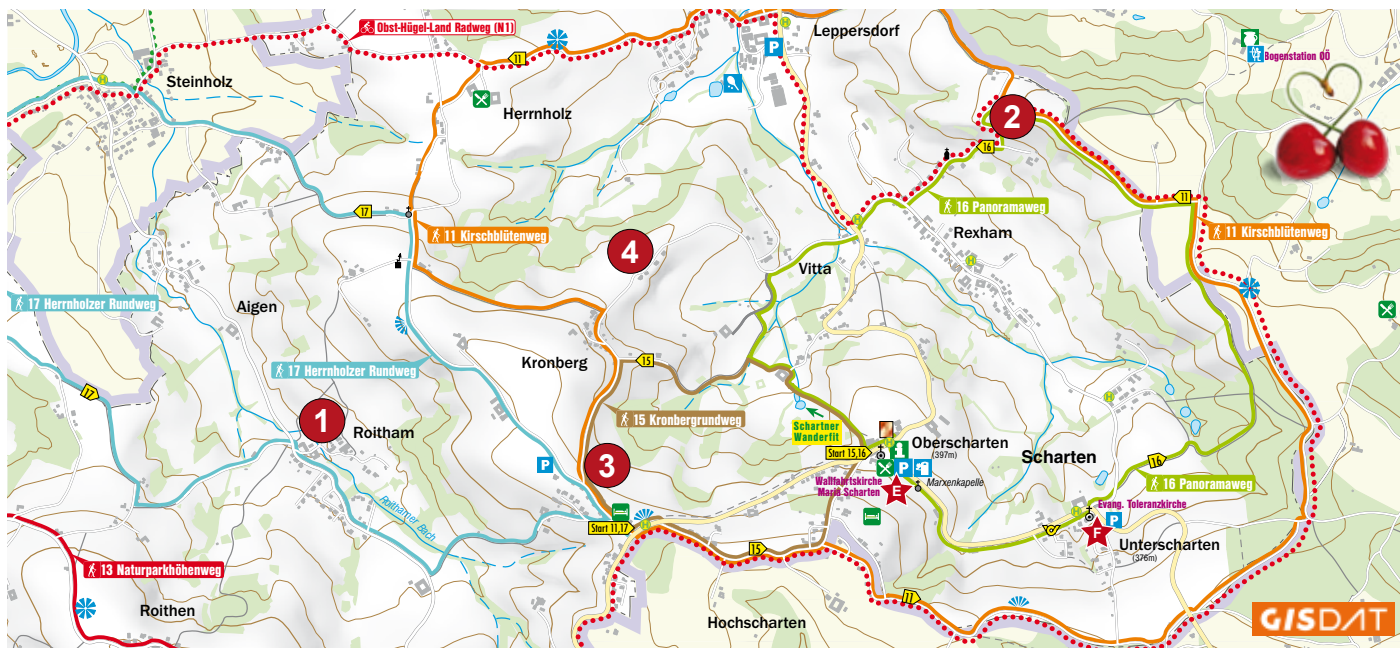 Obst-Hügel-Land Radweg (N1)
Leppersdorf
P
H
Bogenstation OÖ
Steinholz
H
11
Herrnholz
2
16
17
11
16 Panoramaweg
11 Kirschblütenweg
Rexham
11 Kirschblütenweg
H
4
Vitta
H
17 Herrnholzer Rundweg
Aigen
Kronberg
15
17 Herrnholzer Rundweg
17
H
1
Roitham
15 Kronbergrundweg
Schartner
Wanderfit
Start 15,16
H
Oberscharten
(397m)
Scharten
3
P
P
16
Wallfahrtskirche
Maria Scharten
E
Marxenkapelle
16 Panoramaweg
Roithamer
Bach
Start 11,17
H
H
Evang. Toleranzkirche
P
F
Unterscharten
(376m)
15
13 Naturparkhöhenweg
Roithen
11
Hochscharten
GISDAT